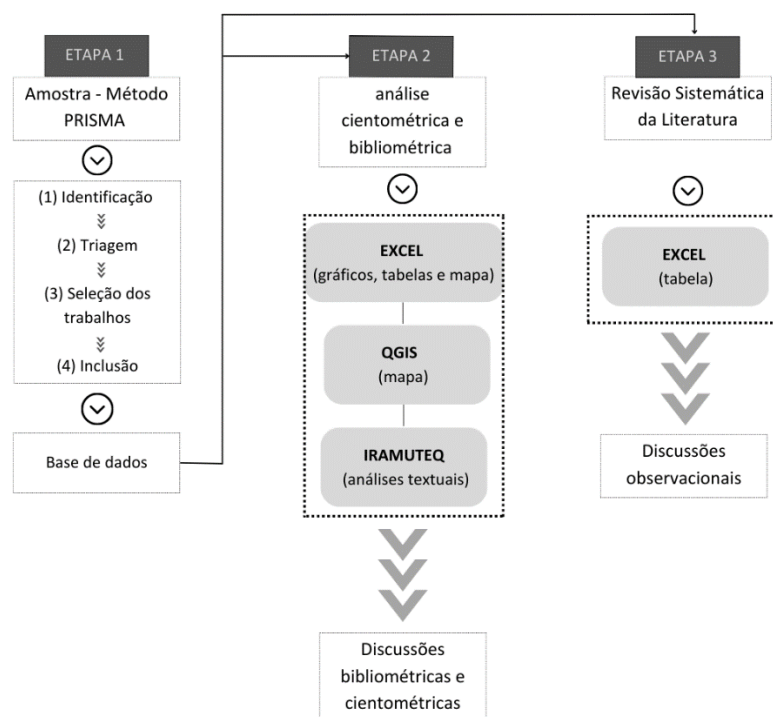 ETAPA 1
Amostra - Método
PRISMA
(1) Identificação
(2) Triagem
(3) Seleção dos
trabalhos
(4) Inclusão
Base de dados
ETAPA 2
análise
cientométrica e
bibliométrica
EXCEL
(gráficos, tabelas e mapa)
QGIS
(mapa)
IRAMUTEQ
(análises textuais)
Discussões
bibliométricas e
cientométricas
ETAPA 3
Revisão Sistemática
da Literatura
EXCEL
(tabela)
Discussões
observacionais